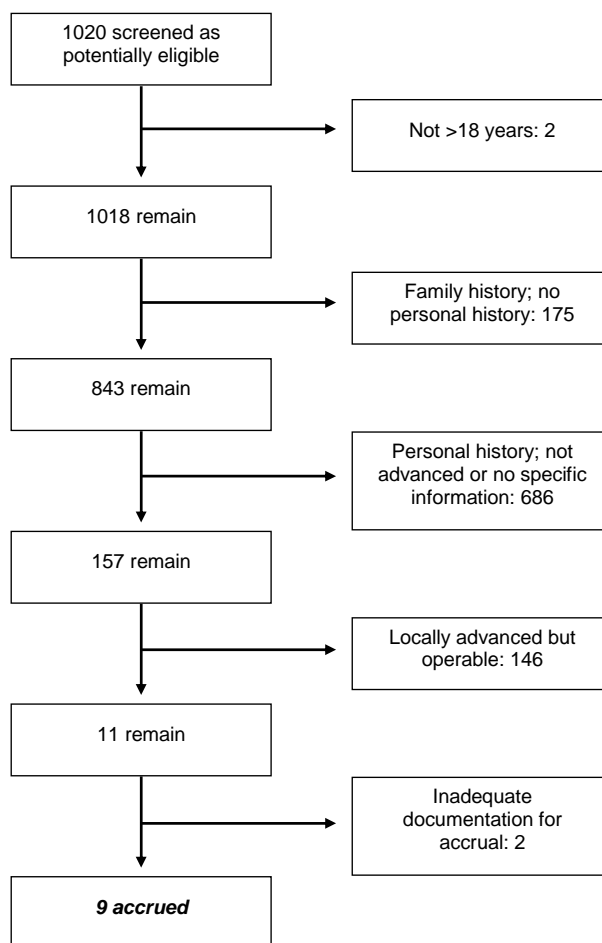 1020 screened as
potentially eligible
Not >18 years: 2
1018 remain
Family history; no
personal history: 175
843 remain
Personal history; not
advanced or no specific
information: 686
157 remain
Locally advanced but
operable: 146
11 remain
Inadequate
documentation for
accrual: 2
9 accrued